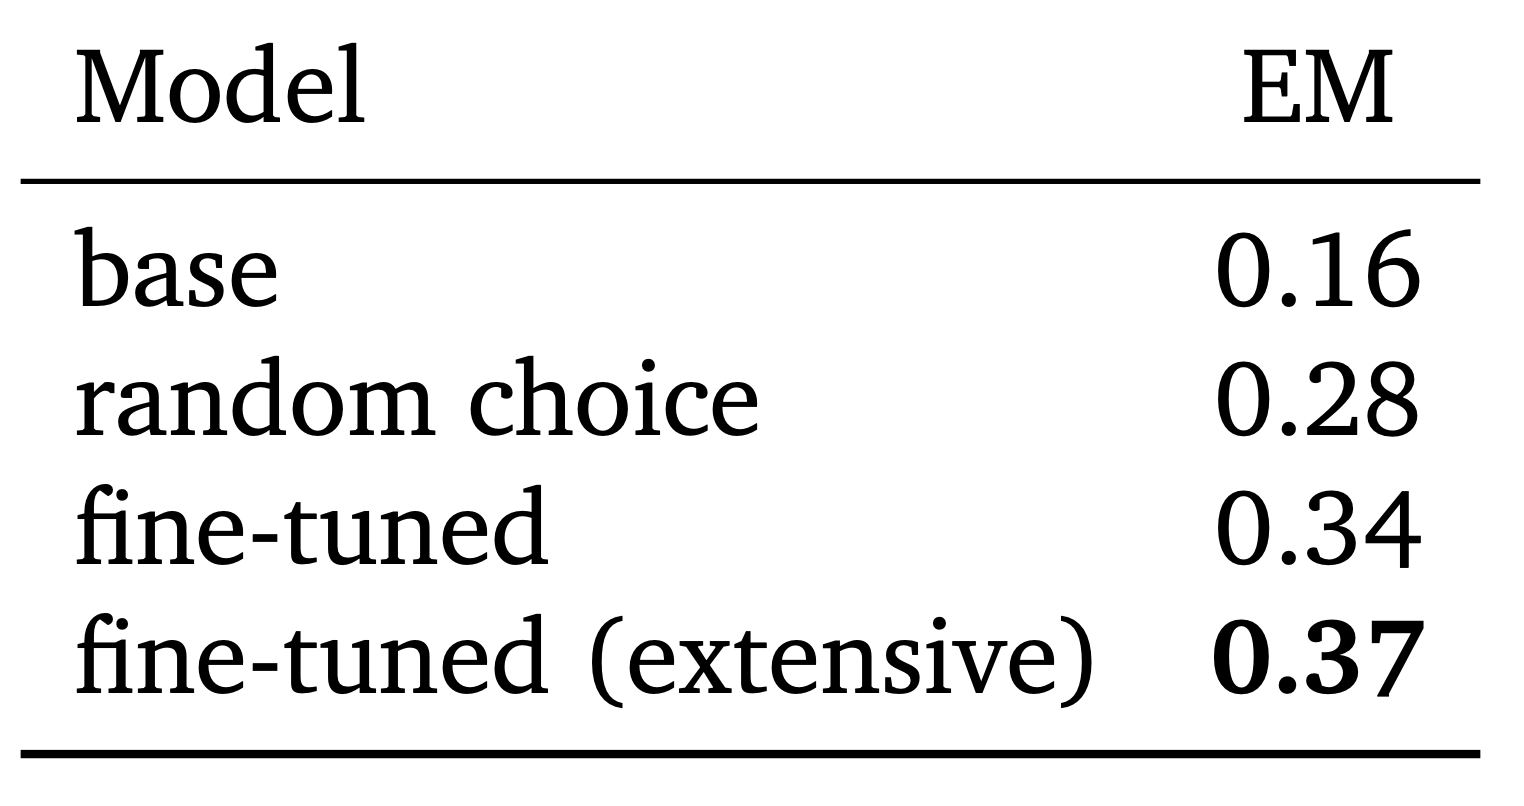 Model EM
base 0.16
random choice 0.28
fine-tuned 0.34
fine-tuned (extensive) 0.37